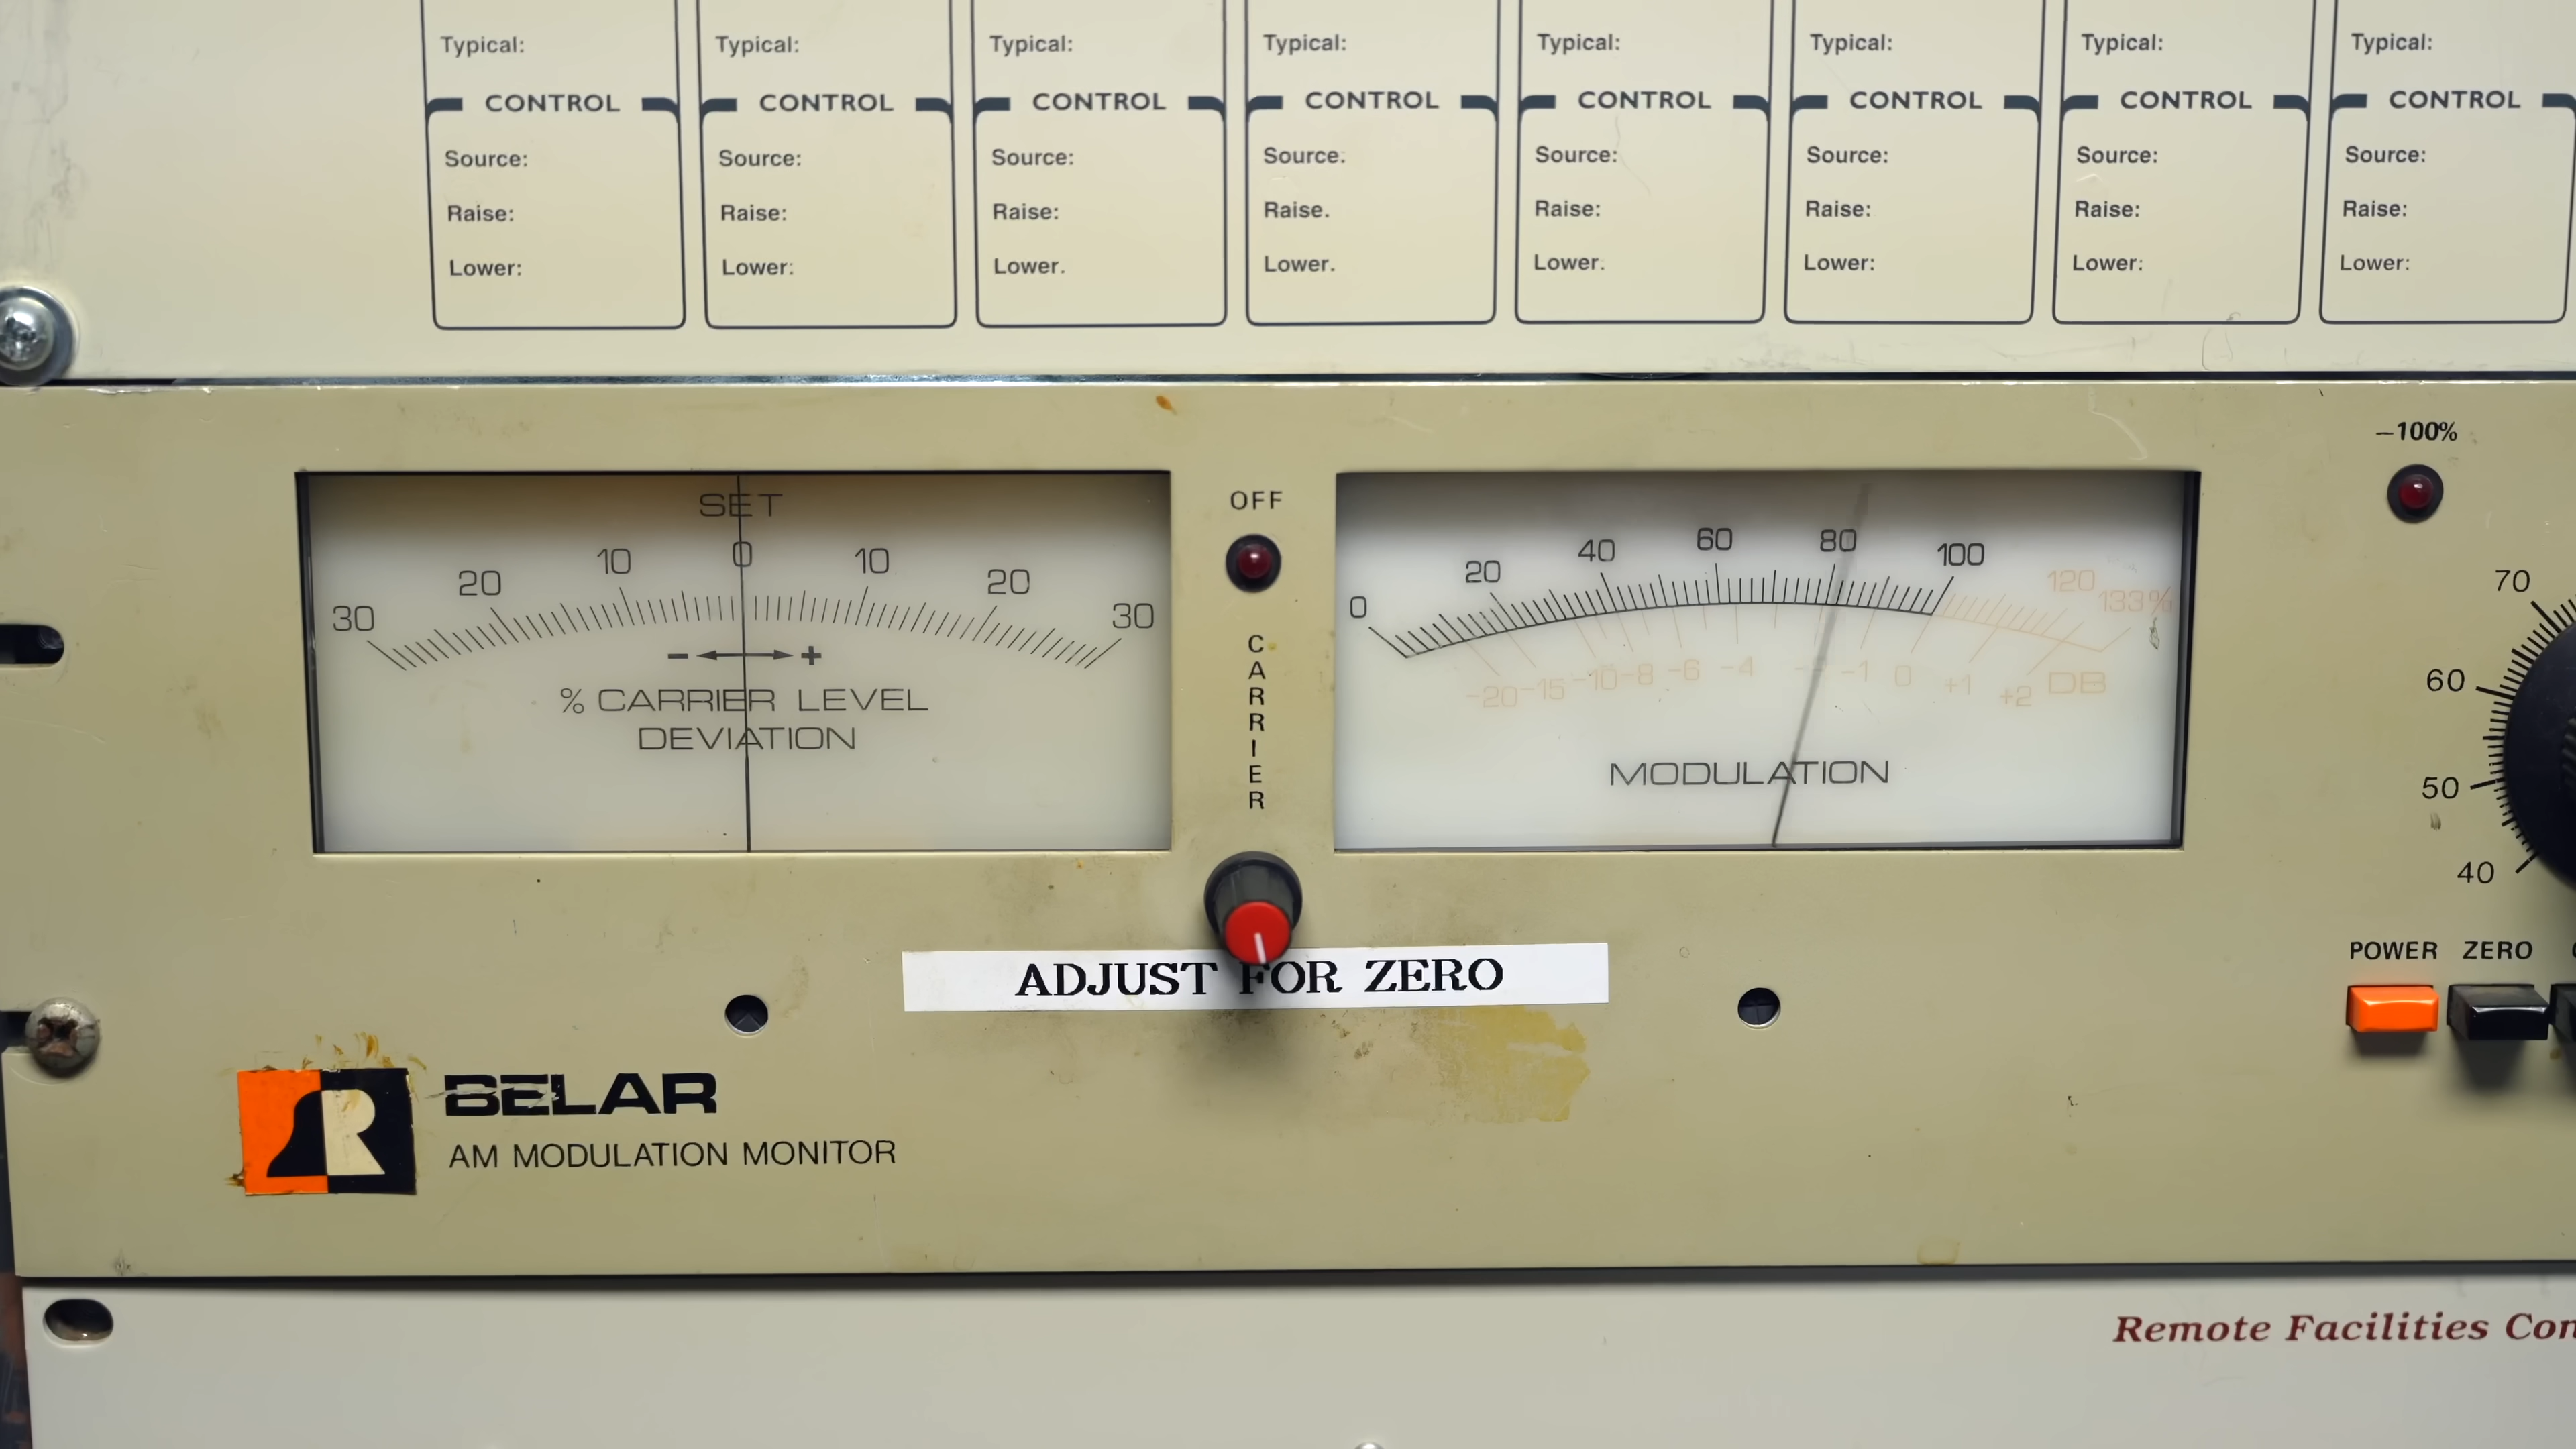 Typical: Typical: Typical: Typical: Typical: Typical: Typical: Typical:
CONTROL CONTROL CONTROL CONTROL CONTROL CONTROL CONTROL CONTROL
Source: Source: Source: Source. Source: Source: Source: Source:
Raise: Raise: Raise: Raise. Raise: Raise: Raise: Raise:
Lower: Lower: Lower. Lower. Lower. Lower: Lower: Lower:
SET
30 20 10 0 10 20 30
− +
% CARRIER LEVEL
DEVIATION
OFF
CARRIER
0 20 40 60 80 100 120 133%
-20 -15 -10 -8 -6 -4 -1 0 +1 +2 DB
MODULATION
-100%
70
60
50
40
POWER ZERO
ADJUST FOR ZERO
R
BELAR
AM MODULATION MONITOR
Remote Facilities Con